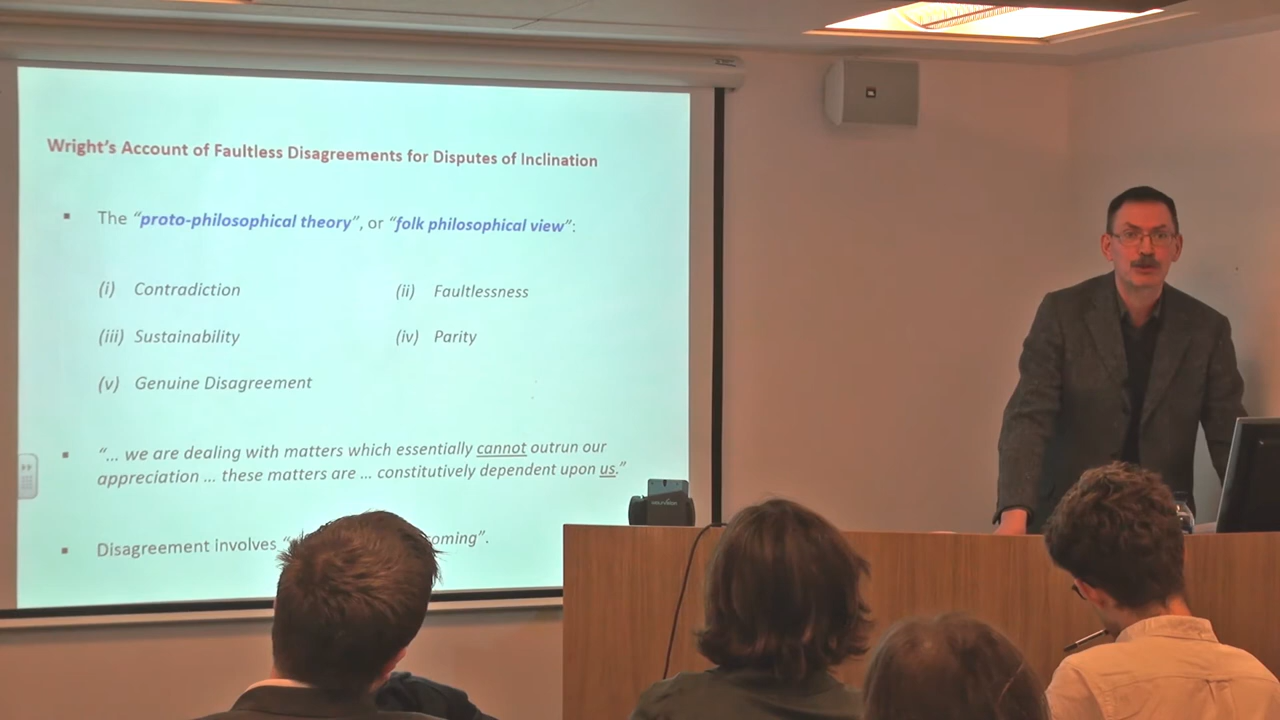 Wright's Account of Faultless Disagreements for Disputes of Inclination
▪ The "proto-philosophical theory", or "folk philosophical view":
(i) Contradiction (ii) Faultlessness
(iii) Sustainability (iv) Parity
(v) Genuine Disagreement
▪ "... we are dealing with matters which essentially cannot outrun our
appreciation ... these matters are ... constitutively dependent upon us."
▪ Disagreement involves "